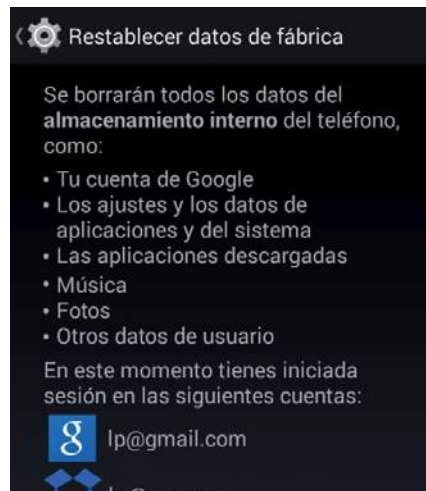 Restablecer datos de fábrica
Se borrarán todos los datos del
almacenamiento interno del teléfono,
como:
• Tu cuenta de Google
• Los ajustes y los datos de
aplicaciones y del sistema
• Las aplicaciones descargadas
• Música
• Fotos
• Otros datos de usuario
En este momento tienes iniciada
sesión en las siguientes cuentas:
g lp@gmail.com